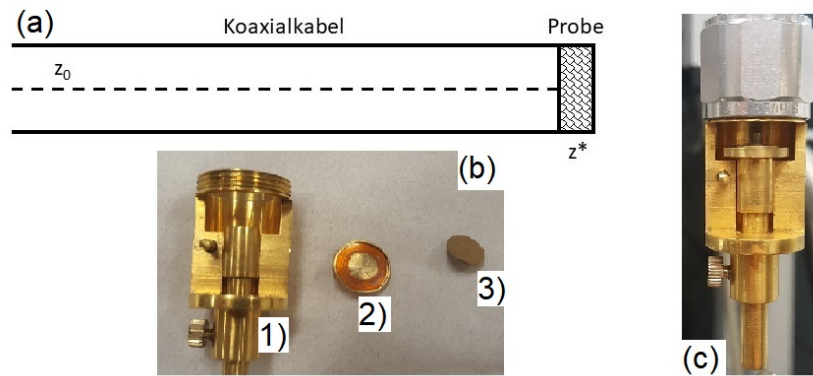 (a)
Koaxialkabel
Probe
z₀
z*
(b)
1)
2)
3)
(c)